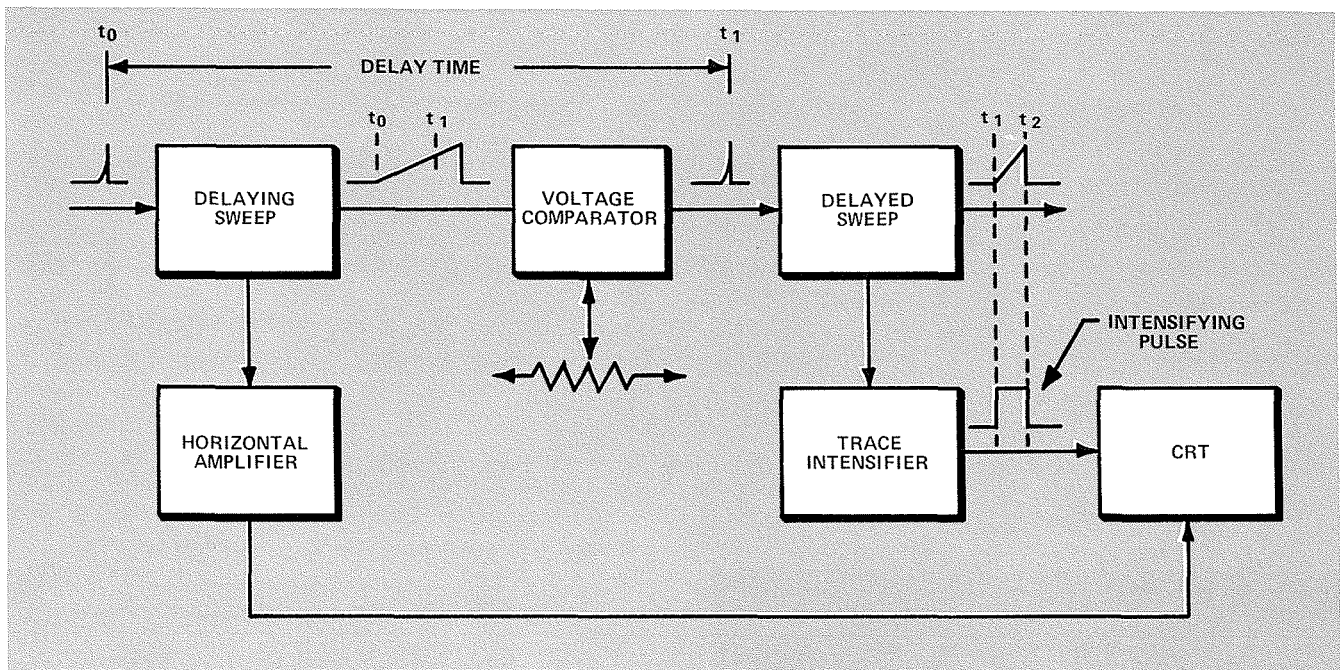 t0
t1
DELAY TIME
t0
t1
t1
t2
DELAYING
SWEEP
VOLTAGE
COMPARATOR
DELAYED
SWEEP
INTENSIFYING
PULSE
HORIZONTAL
AMPLIFIER
TRACE
INTENSIFIER
CRT